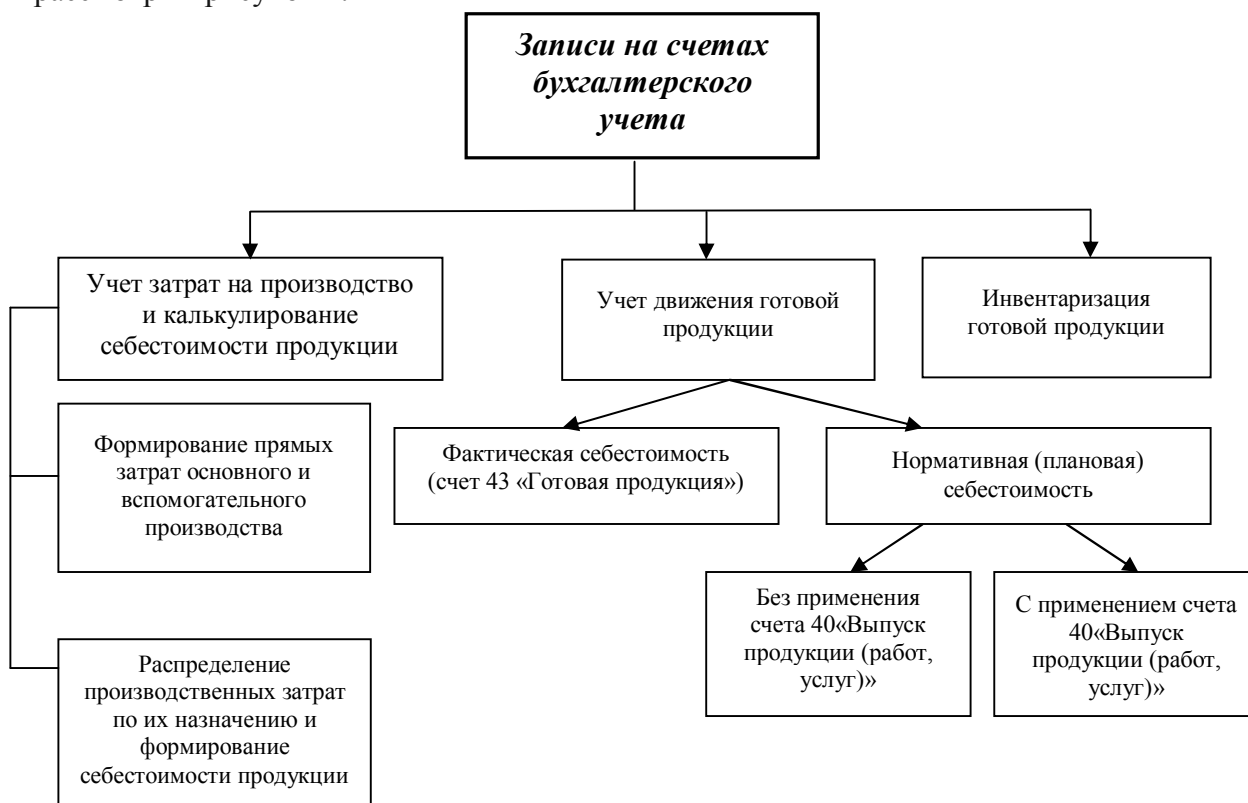 Записи на счетах
бухгалтерского
учета
Учет затрат на производство
и калькулирование
себестоимости продукции
Учет движения готовой
продукции
Инвентаризация
готовой продукции
Формирование прямых
затрат основного и
вспомогательного
производства
Фактическая себестоимость
(счет 43 «Готовая продукция»)
Нормативная (плановая)
себестоимость
Без применения
счета 40«Выпуск
продукции (работ,
услуг)»
С применением счета
40«Выпуск
продукции (работ,
услуг)»
Распределение
производственных затрат
по их назначению и
формирование
себестоимости продукции